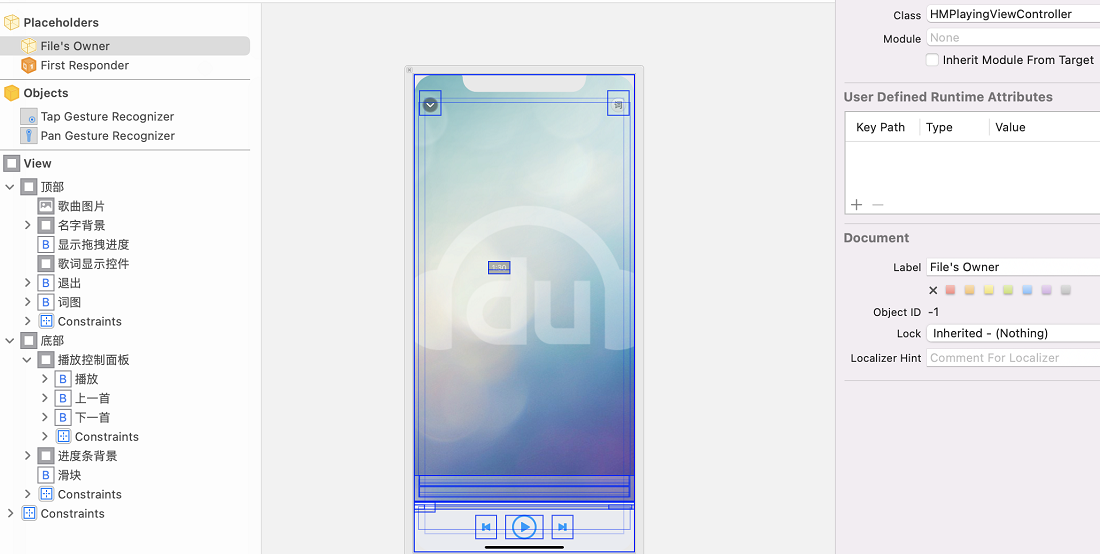 Placeholders
File's Owner
First Responder
Objects
Tap Gesture Recognizer
Pan Gesture Recognizer
View
顶部
歌曲图片
名字背景
B 显示拖拽进度
歌词显示控件
B 退出
B 词图
Constraints
底部
播放控制面板
B 播放
B 上一首
B 下一首
Constraints
进度条背景
B 滑块
Constraints
Constraints
词
du
Class HMPlayingViewController
Module None
Inherit Module From Target
User Defined Runtime Attributes
Key Path Type Value
Document
Label File's Owner
Object ID -1
Lock Inherited - (Nothing)
Localizer Hint Comment For Localizer